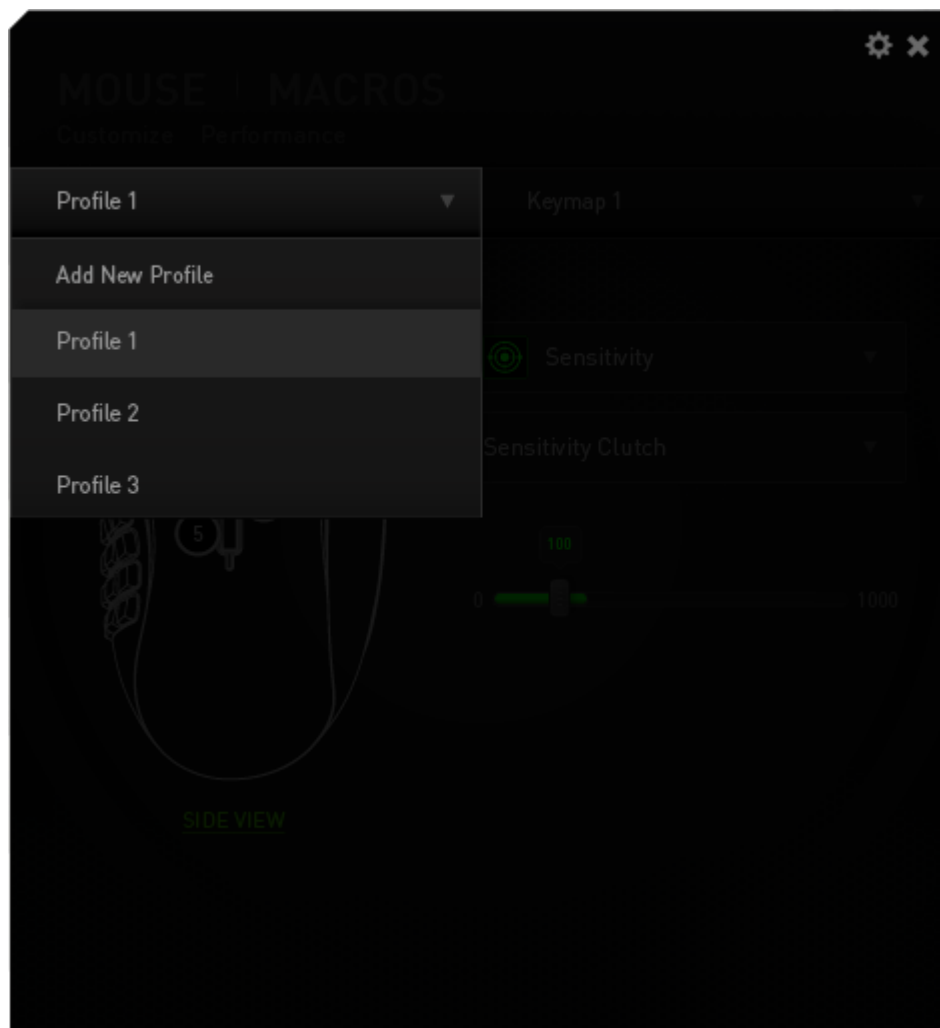 MOUSE | MACROS
Customize Performance
Profile 1
Keymap 1
Add New Profile
Profile 1
Profile 2
Profile 3
Sensitivity
Sensitivity Clutch
5
100
0 1000
SIDE VIEW